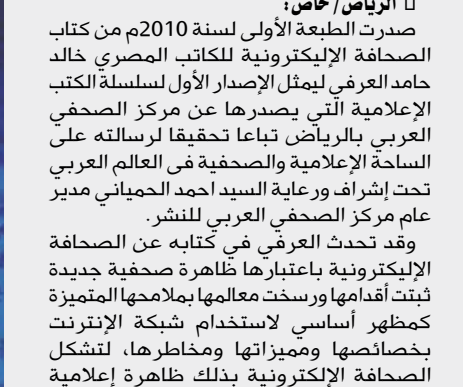 الرياض/ خاص:
صدرت الطبعة الأولى لسنة 2010م من كتاب
الصحافة الإليكترونية للكاتب المصري خالد
حامد العرفي ليمثل الإصدار الأول لسلسلة الكتب
الإعلامية التي يصدرها عن مركز الصحفي
العربي بالرياض تباعا تحقيقا لرسالته على
الساحة الإعلامية والصحفية فى العالم العربي
تحت إشراف ورعاية السيد احمد الحمياني مدير
عام مركز الصحفي العربي للنشر.
وقد تحدث العرفي في كتابه عن الصحافة
الإليكترونية باعتبارها ظاهرة صحفية جديدة
ثبتت أقدامها ورسخت معالمها بملامحها المتميزة
كمظهر أساسي لاستخدام شبكة الإنترنت
بخصائصها ومميزاتها ومخاطرها، لتشكل
الصحافة الإلكترونية بذلك ظاهرة إعلامية